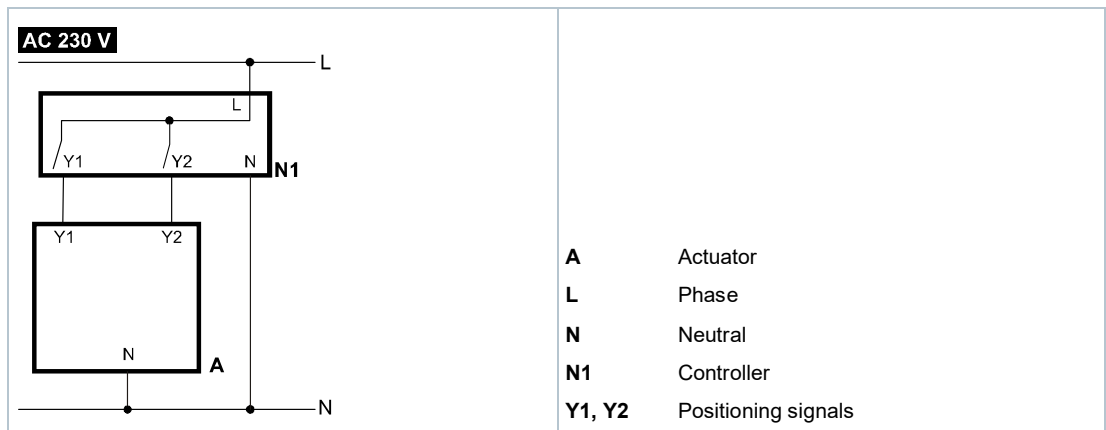 AC 230 V
L
L
Y1 Y2 N
N1
Y1 Y2
N
A
N
A Actuator
L Phase
N Neutral
N1 Controller
Y1, Y2 Positioning signals